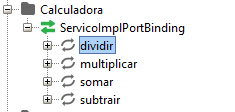 Calculadora
ServicoImplPortBinding
dividir
multiplicar
somar
subtrair